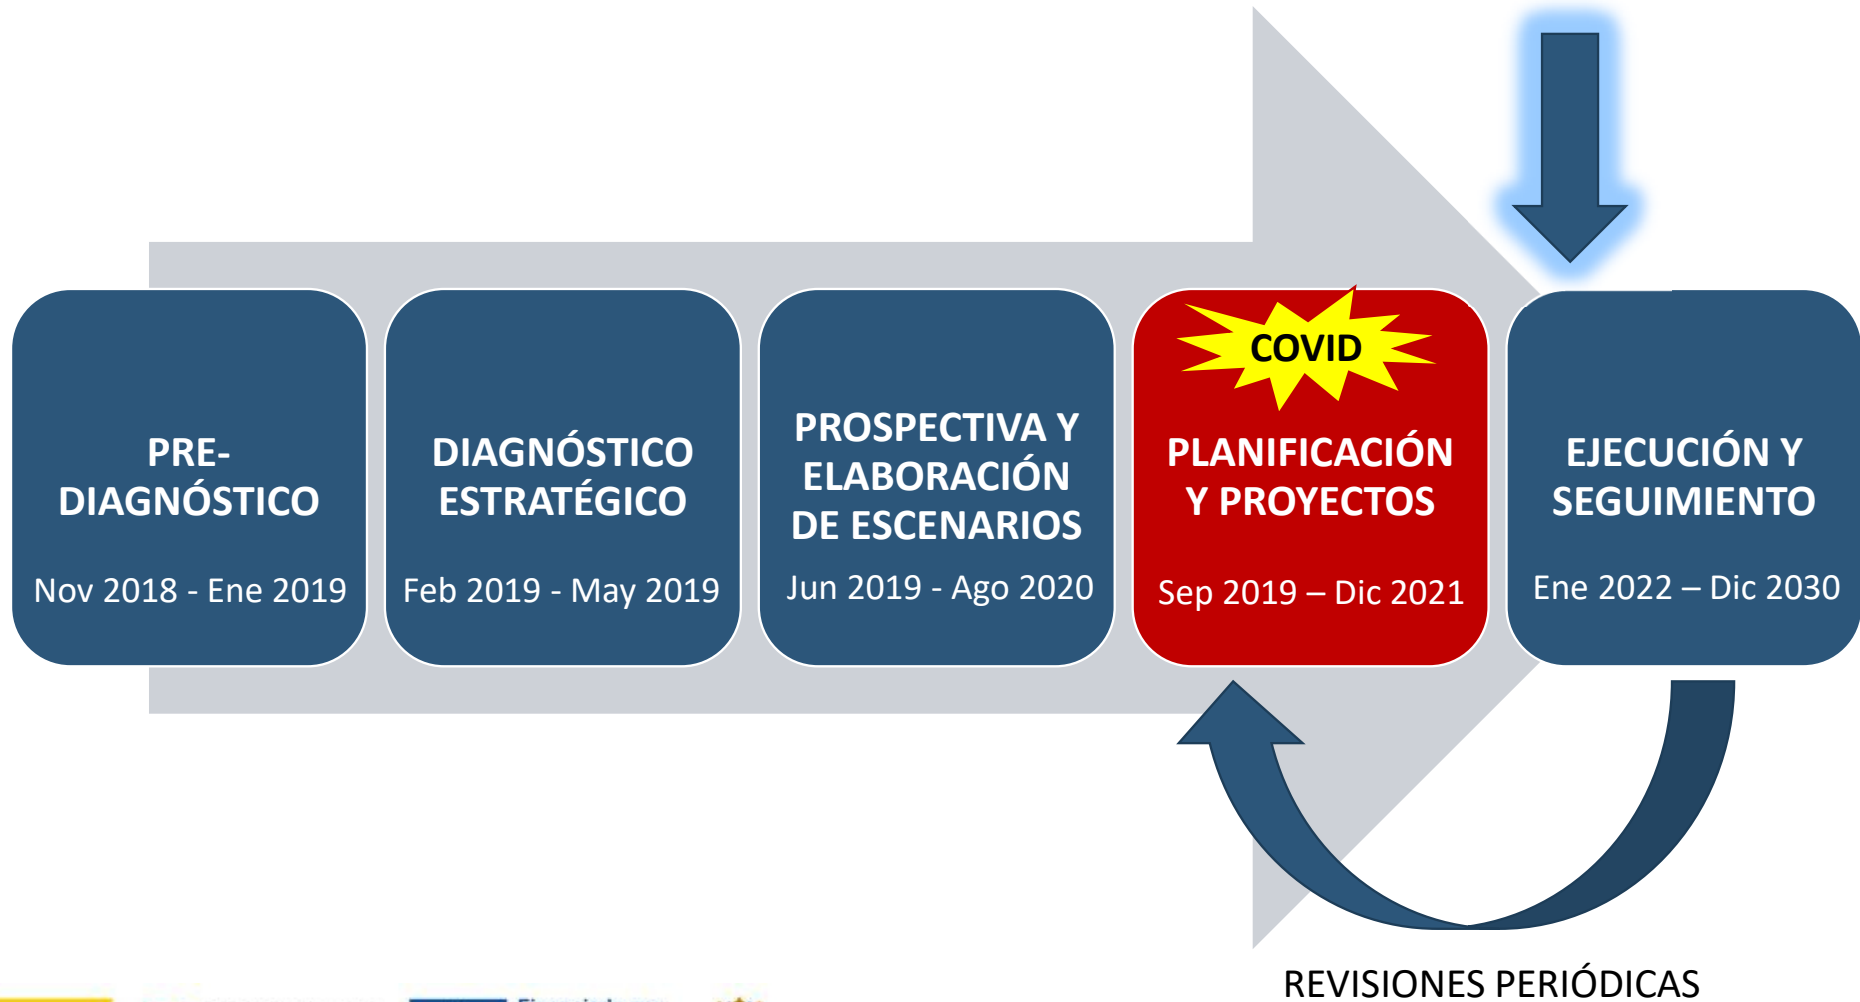 PRE-
DIAGNÓSTICO
Nov 2018 - Ene 2019
DIAGNÓSTICO
ESTRATÉGICO
Feb 2019 - May 2019
PROSPECTIVA Y
ELABORACIÓN
DE ESCENARIOS
Jun 2019 - Ago 2020
COVID
PLANIFICACIÓN
Y PROYECTOS
Sep 2019 – Dic 2021
EJECUCIÓN Y
SEGUIMIENTO
Ene 2022 – Dic 2030
REVISIONES PERIÓDICAS